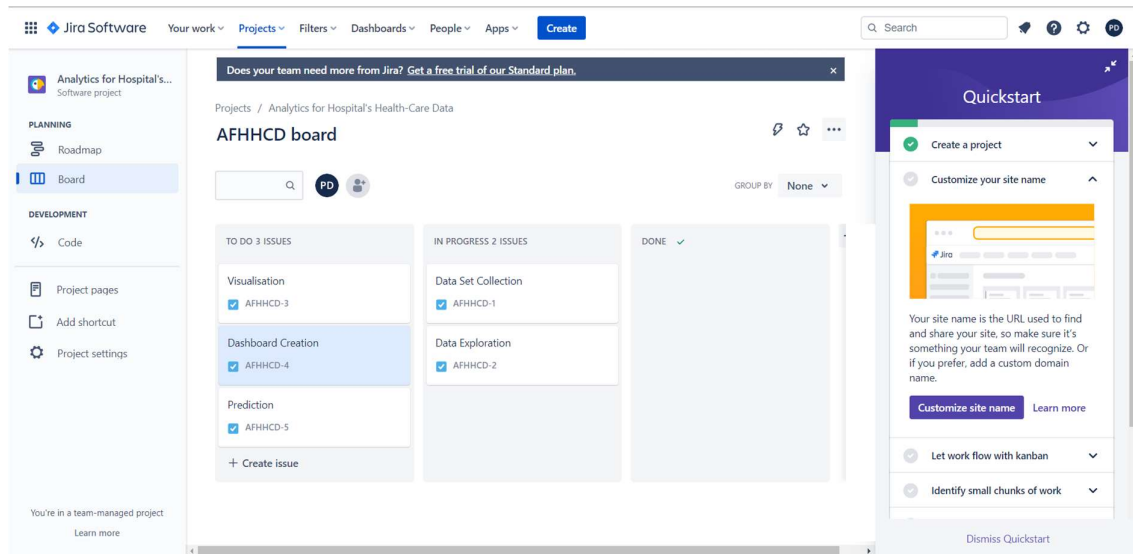 Jira Software Your work Projects Filters Dashboards People Apps Create Search PD
Analytics for Hospital's...
Software project
PLANNING
Roadmap
Board
DEVELOPMENT
Code
Project pages
Add shortcut
Project settings
You're in a team-managed project
Learn more
Does your team need more from Jira? Get a free trial of our Standard plan.
Projects / Analytics for Hospital's Health-Care Data
AFHHCD board
PD
GROUP BY None
TO DO 3 ISSUES
Visualisation
AFHHCD-3
Dashboard Creation
AFHHCD-4
Prediction
AFHHCD-5
+ Create issue
IN PROGRESS 2 ISSUES
Data Set Collection
AFHHCD-1
Data Exploration
AFHHCD-2
DONE
Quickstart
Create a project
Customize your site name
Jira
Your site name is the URL used to find
and share your site, so make sure it's
something your team will recognize. Or
if you prefer, add a custom domain
name.
Customize site name Learn more
Let work flow with kanban
Identify small chunks of work
Dismiss Quickstart